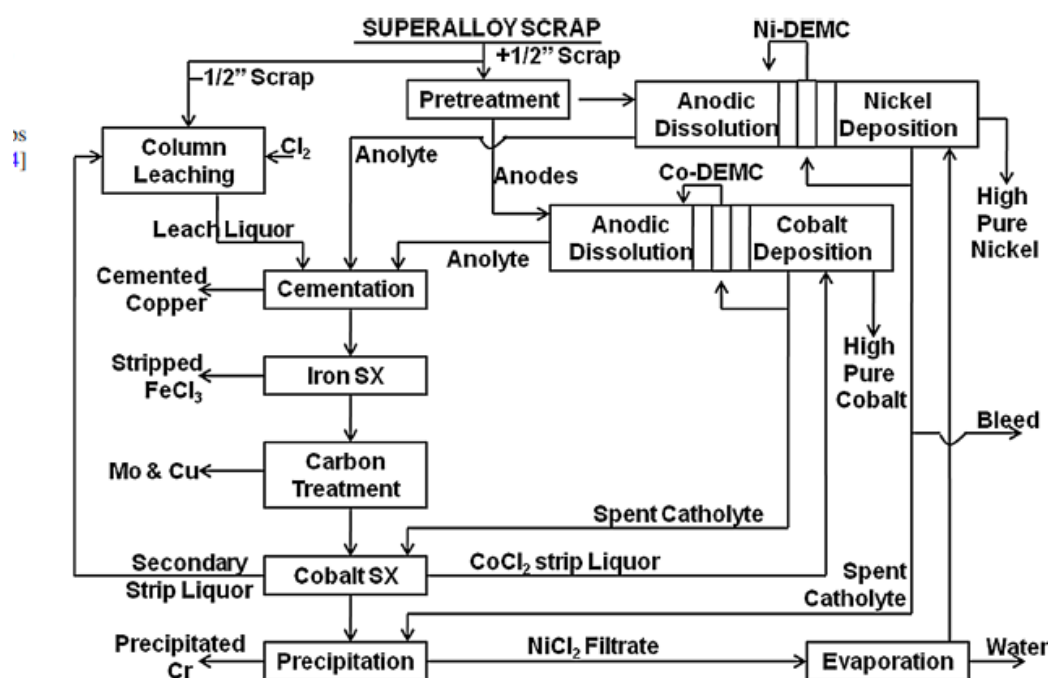 SUPERALLOY SCRAP
Ni-DEMC
–1/2” Scrap
+1/2” Scrap
Pretreatment
Anodic
Dissolution
Nickel
Deposition
4]
Column
Leaching
Cl₂
Anolyte
Anodes
Co-DEMC
High
Pure
Nickel
Leach Liquor
Anodic
Dissolution
Cobalt
Deposition
Anolyte
Cemented
Copper
Cementation
High
Pure
Cobalt
Stripped
FeCl₃
Iron SX
Bleed
Mo & Cu
Carbon
Treatment
Spent Catholyte
Secondary
Strip Liquor
Cobalt SX
CoCl₂ strip Liquor
Spent
Catholyte
Precipitated
Cr
Precipitation
NiCl₂ Filtrate
Evaporation
Water